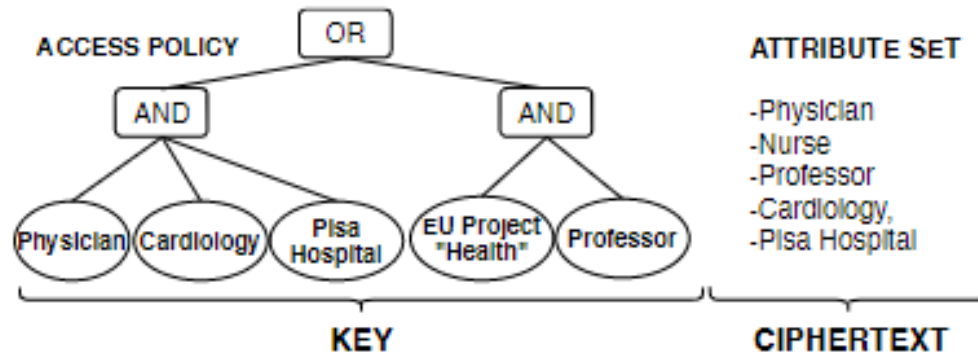 ACCESS POLICY
OR
AND
AND
Physician
Cardiology
Pisa
Hospital
EU Project
"Health"
Professor
KEY
ATTRIBUTE SET
-Physician
-Nurse
-Professor
-Cardiology,
-Pisa Hospital
CIPHERTEXT